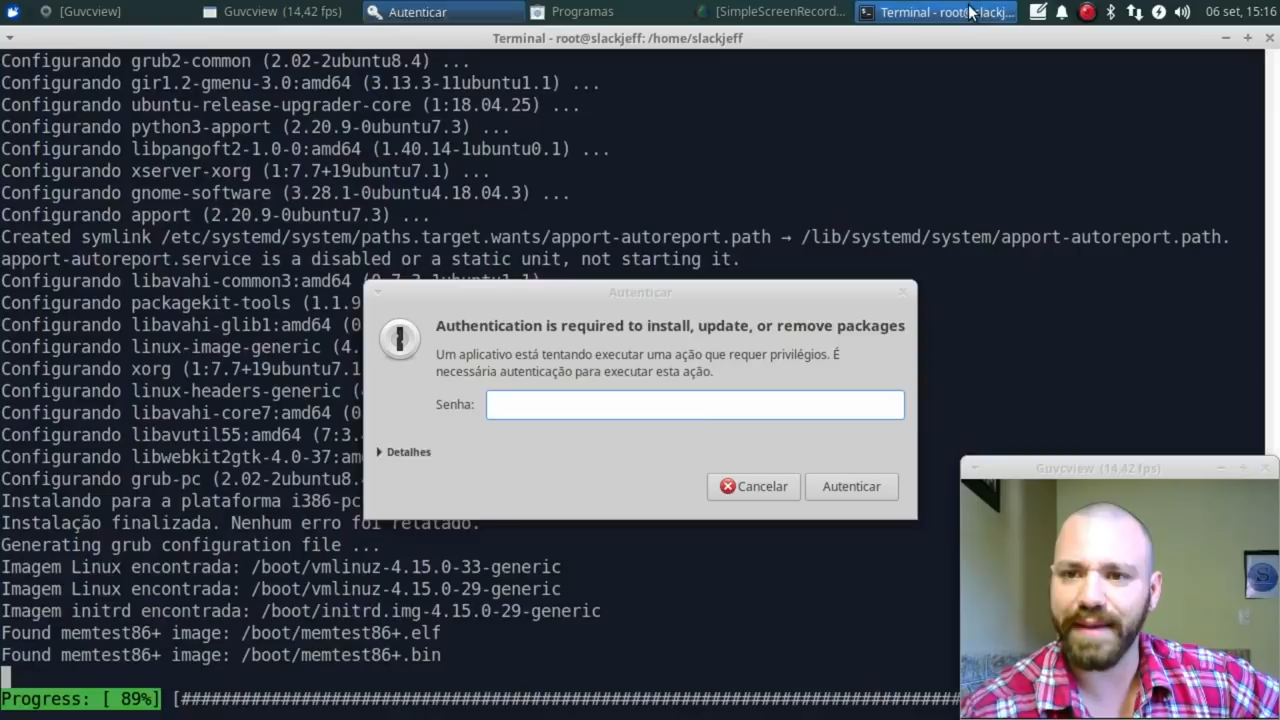 [Guvcview]
Guvcview (14,42 fps)
Autenticar
Programas
[SimpleScreenRecord...
Terminal - root@slackj...
06 set, 15:16
Terminal - root@slackjeff: /home/slackjeff
Configurando grub2-common (2.02-2ubuntu8.4) ...
Configurando gir1.2-gmenu-3.0:amd64 (3.13.3-11ubuntu1.1) ...
Configurando ubuntu-release-upgrader-core (1:18.04.25) ...
Configurando python3-apport (2.20.9-0ubuntu7.3) ...
Configurando libpangoft2-1.0-0:amd64 (1.40.14-1ubuntu0.1) ...
Configurando xserver-xorg (1:7.7+19ubuntu7.1) ...
Configurando gnome-software (3.28.1-0ubuntu4.18.04.3) ...
Configurando apport (2.20.9-0ubuntu7.3) ...
Created symlink /etc/systemd/system/paths.target.wants/apport-autoreport.path → /lib/systemd/system/apport-autoreport.path.
apport-autoreport.service is a disabled or a static unit, not starting it.
Configurando libavahi-common3:amd64
Configurando packagekit-tools (1.1.9
Configurando libavahi-glib1:amd64 (0
Configurando linux-image-generic (4.
Configurando xorg (1:7.7+19ubuntu7.1
Configurando linux-headers-generic (
Configurando libavahi-core7:amd64 (0
Configurando libavutil55:amd64 (7:3.
Configurando libwebkit2gtk-4.0-37:am
Configurando grub-pc (2.02-2ubuntu8.
Instalando para a plataforma i386-pc
Instalação finalizada. Nenhum erro foi relatado.
Generating grub configuration file ...
Imagem Linux encontrada: /boot/vmlinuz-4.15.0-33-generic
Imagem Linux encontrada: /boot/vmlinuz-4.15.0-29-generic
Imagem initrd encontrada: /boot/initrd.img-4.15.0-29-generic
Found memtest86+ image: /boot/memtest86+.elf
Found memtest86+ image: /boot/memtest86+.bin
Progress: [ 89%] [##############################################################################
Autenticar
Authentication is required to install, update, or remove packages
Um aplicativo está tentando executar uma ação que requer privilégios. É
necessária autenticação para executar esta ação.
Senha:
Detalhes
Cancelar
Autenticar
Guvcview (14,42 fps)